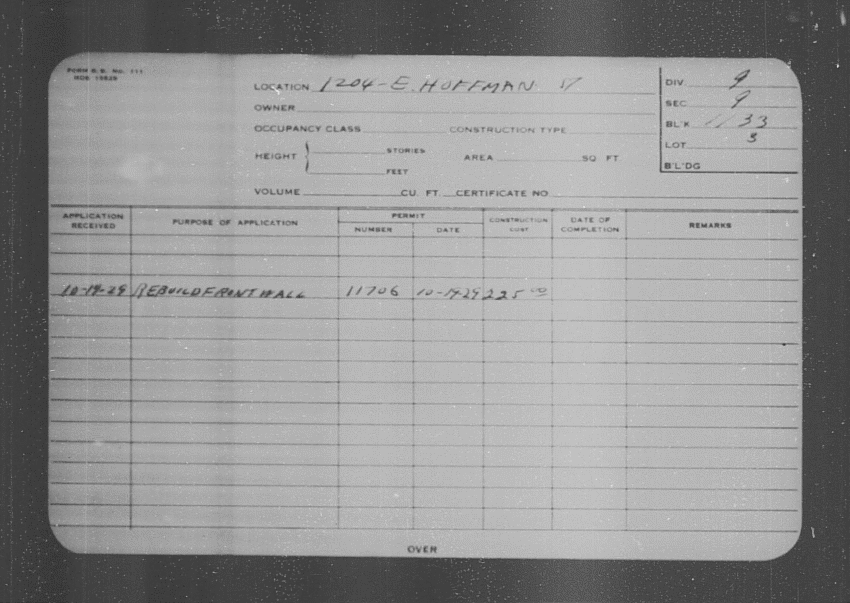 FORM B.B. NO. 111
LOCATION 1204-E. HOFFMAN ST
OWNER
OCCUPANCY CLASS CONSTRUCTION TYPE
HEIGHT STORIES FEET AREA SQ FT
VOLUME CU. FT. CERTIFICATE NO
DIV 9
SEC 9
BL'K 1133
LOT 3
B'L'DG
APPLICATION RECEIVED PURPOSE OF APPLICATION PERMIT NUMBER DATE CONSTRUCTION COST DATE OF COMPLETION REMARKS
10-19-29 REBUILD FRONT WALL 11706 10-19-29 225 00
OVER